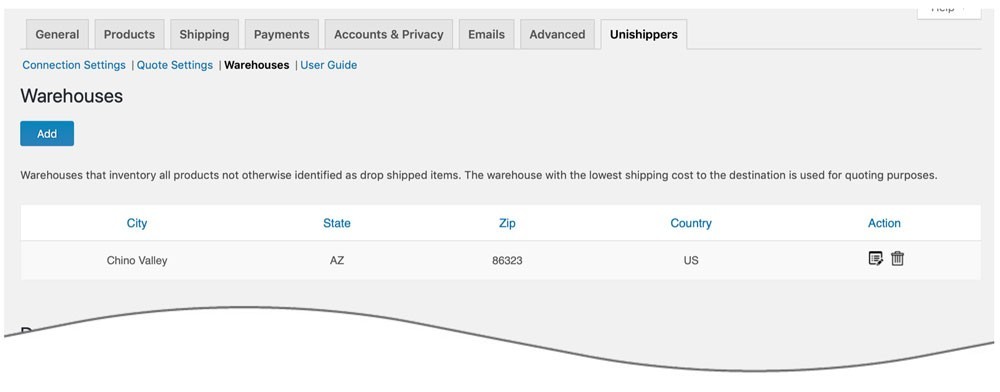 General Products Shipping Payments Accounts & Privacy Emails Advanced Unishippers
Connection Settings | Quote Settings | Warehouses | User Guide
Warehouses
Add
Warehouses that inventory all products not otherwise identified as drop shipped items. The warehouse with the lowest shipping cost to the destination is used for quoting purposes.
City State Zip Country Action
Chino Valley AZ 86323 US